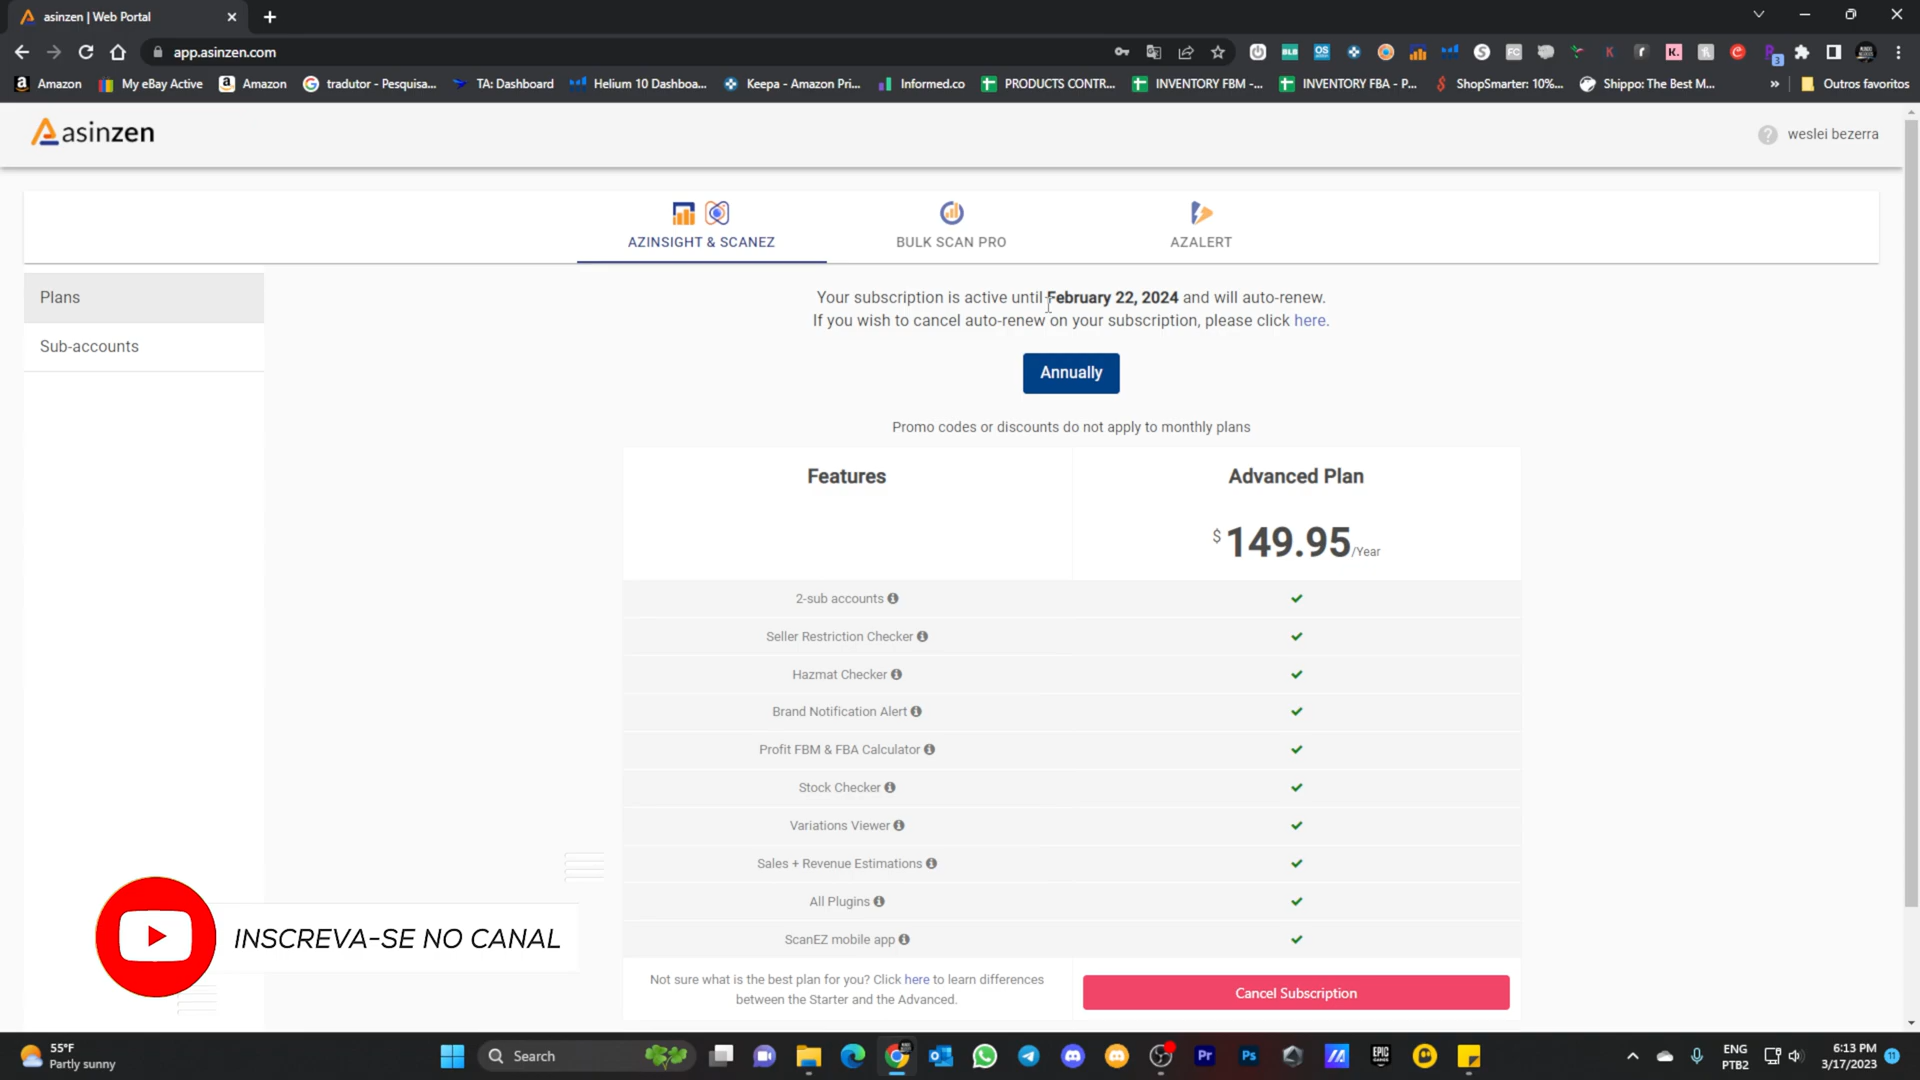 asinzen | Web Portal
app.asinzen.com
Amazon
My eBay Active
Amazon
tradutor - Pesquisa...
TA: Dashboard
Helium 10 Dashboa...
Keepa - Amazon Pri...
Informed.co
PRODUCTS CONTR...
INVENTORY FBM -...
INVENTORY FBA - P...
ShopSmarter: 10%...
Shippo: The Best M...
»
Outros favoritos
asinzen
weslei bezerra
AZINSIGHT & SCANEZ
BULK SCAN PRO
AZALERT
Plans
Sub-accounts
Your subscription is active until February 22, 2024 and will auto-renew.
If you wish to cancel auto-renew on your subscription, please click here.
Annually
Promo codes or discounts do not apply to monthly plans
Features
Advanced Plan
$ 149.95 /Year
2-sub accounts
Seller Restriction Checker
Hazmat Checker
Brand Notification Alert
Profit FBM & FBA Calculator
Stock Checker
Variations Viewer
Sales + Revenue Estimations
All Plugins
ScanEZ mobile app
Not sure what is the best plan for you? Click here to learn differences
between the Starter and the Advanced.
Cancel Subscription
INSCREVA-SE NO CANAL
55°F
Partly sunny
Search
Pr
Ps
EPIC
ENG
PTB2
6:13 PM
3/17/2023
11